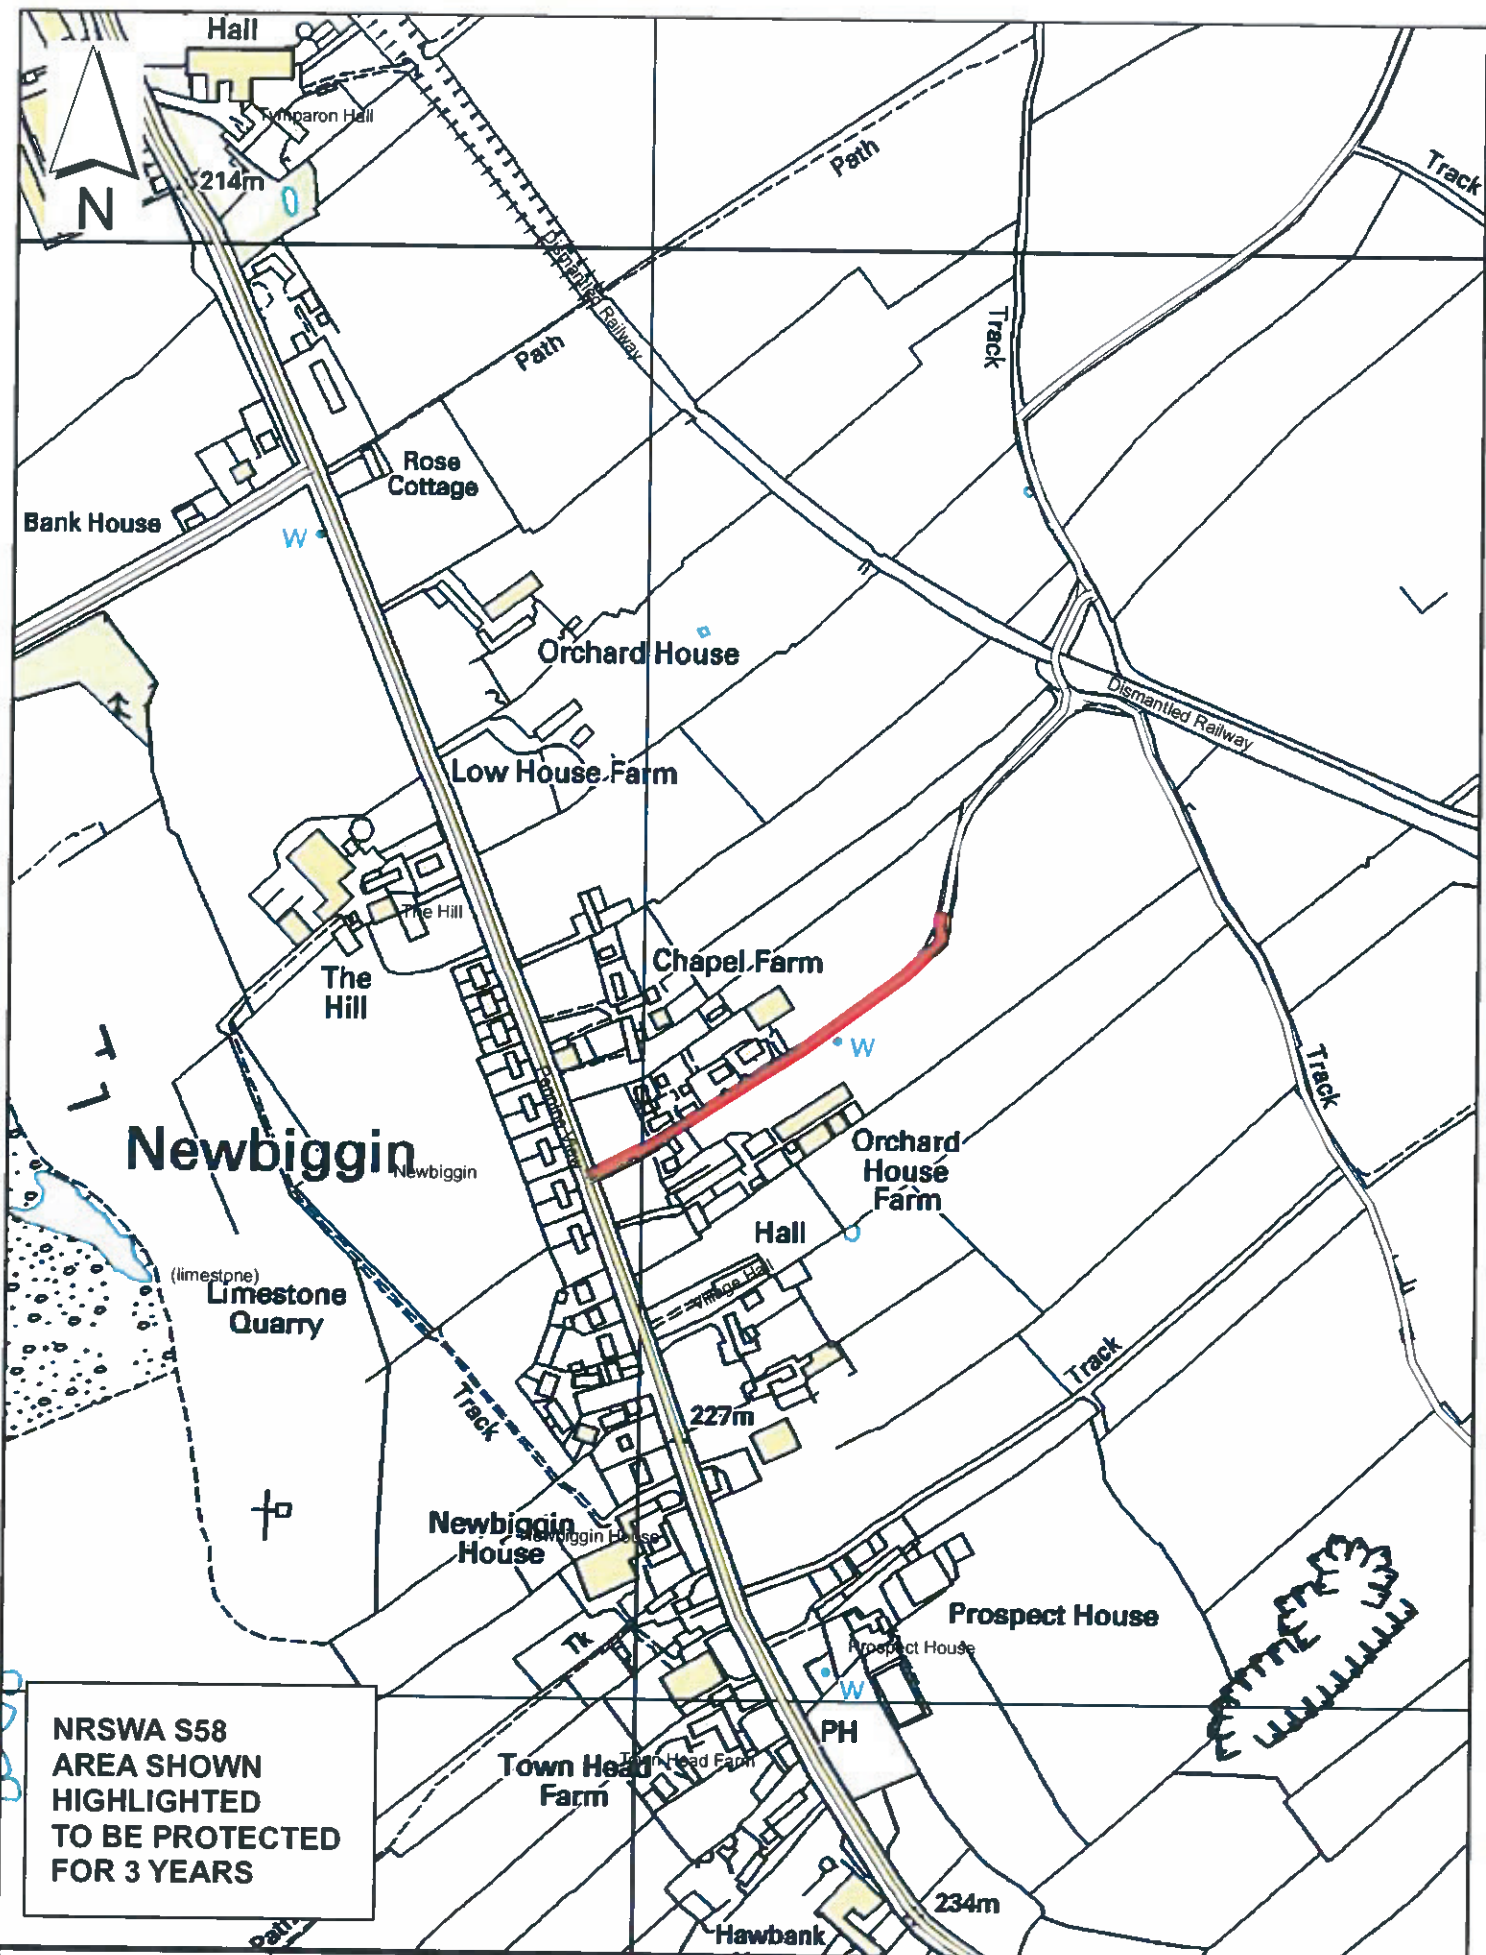 Hall
Tymparon Hall
214m
N
Path
Track
Dismantled Railway
Track
Path
Rose
Cottage
Bank House
W
Orchard House
Dismantled Railway
Low House Farm
The Hill
The
Hill
Chapel Farm
W
Track
Pennine View
Newbiggin
Newbiggin
Orchard
House
Farm
Hall
Village Hall
(limestone)
Limestone
Quarry
Track
Track
227m
Newbiggin
House
Newbiggin House
Prospect House
Prospect House
Tk
W
PH
Town Head
Farm
Town Head Farm
NRSWA S58
AREA SHOWN
HIGHLIGHTED
TO BE PROTECTED
FOR 3 YEARS
234m
Path
Hawbank